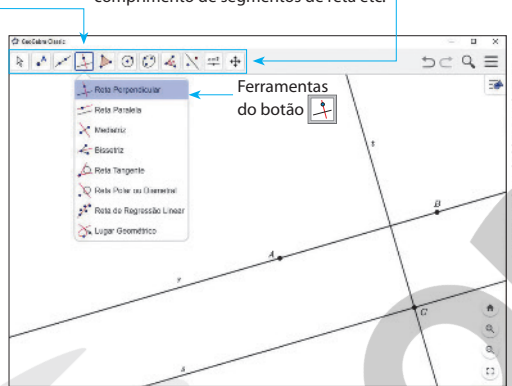 comprimento de segmentos de reta etc.
GeoGebra Classic
Reta Perpendicular
Reta Paralela
Mediatriz
Bissetriz
Reta Tangente
Reta Polar ou Diametral
Reta de Regressão Linear
Lugar Geométrico
Ferramentas
do botão
t
B
A
r
C
s